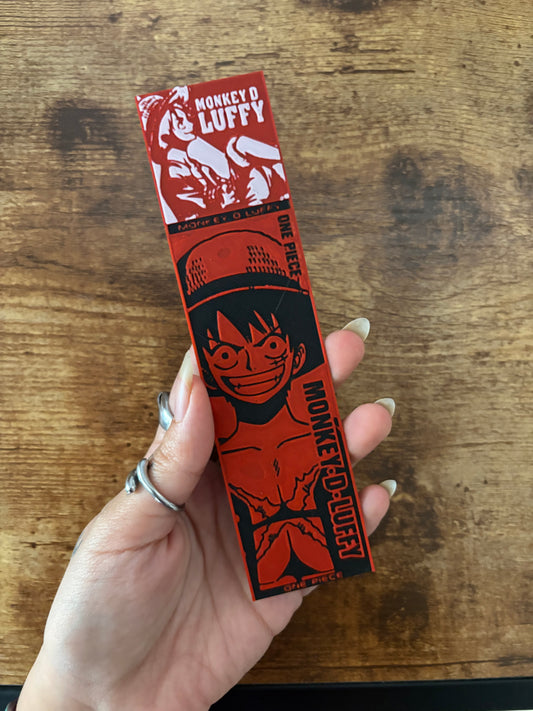 MONKEY D
LUFFY
MONKEY D LUFFY
ONE PIECE
MONKEY·D·LUFFY
ONE PIECE